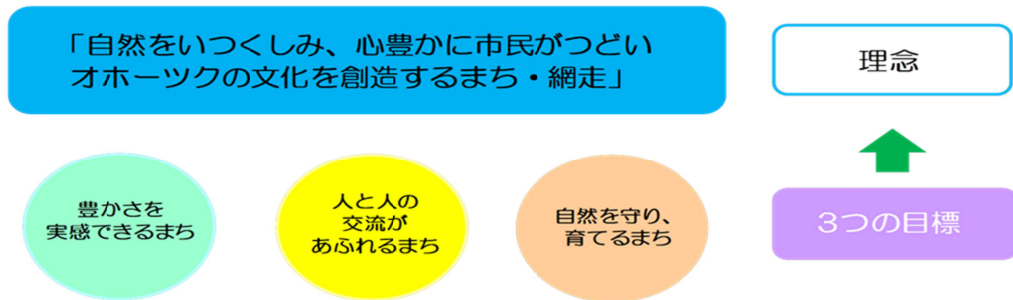 「自然をいつくしみ、心豊かに市民がつどい
オホーツクの文化を創造するまち・網走」
理念
豊かさを
実感できるまち
人と人の
交流が
あふれるまち
自然を守り、
育てるまち
3つの目標